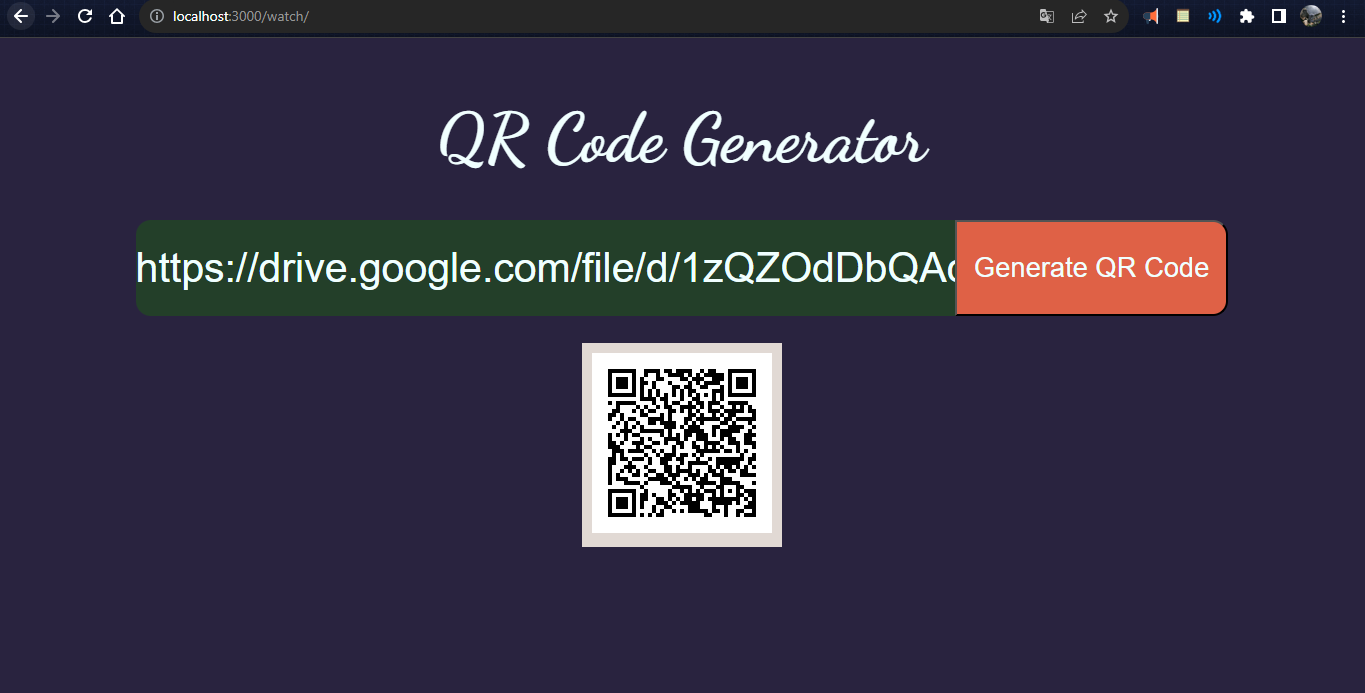 localhost:3000/watch/
QR Code Generator
https://drive.google.com/file/d/1zQZOdDbQA
Generate QR Code